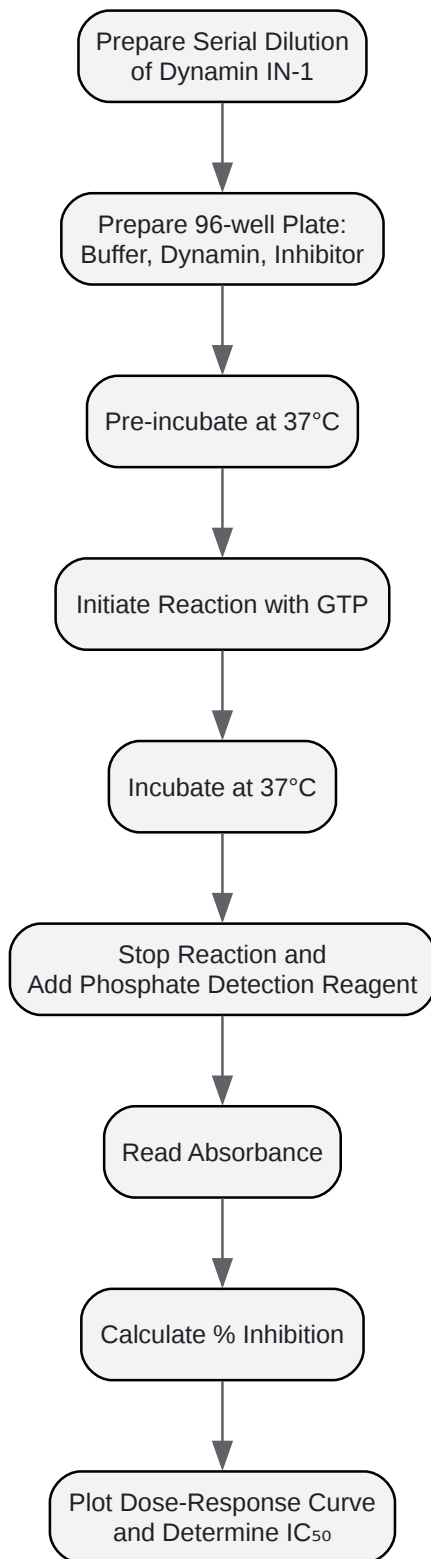 Prepare Serial Dilution
of Dynamin IN-1
Prepare 96-well Plate:
Buffer, Dynamin, Inhibitor
Pre-incubate at 37°C
Initiate Reaction with GTP
Incubate at 37°C
Stop Reaction and
Add Phosphate Detection Reagent
Read Absorbance
Calculate % Inhibition
Plot Dose-Response Curve
and Determine IC₅₀